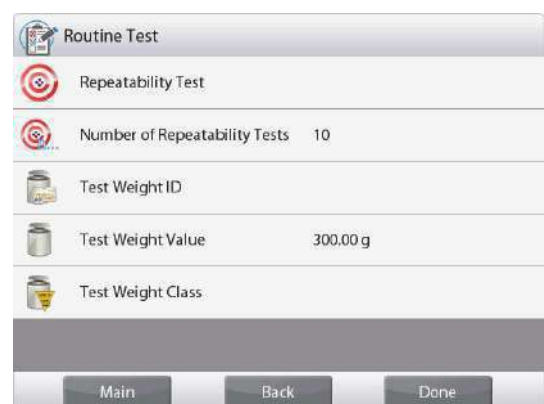 Routine Test
Repeatability Test
Number of Repeatability Tests 10
Test Weight ID
Test Weight Value 300.00 g
Test Weight Class
Main Back Done